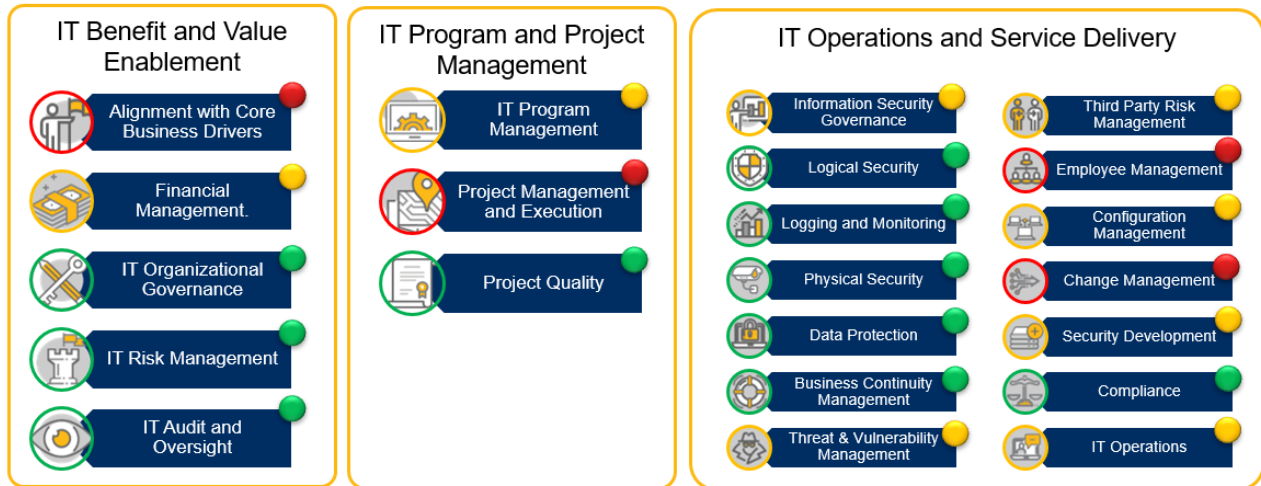 IT Benefit and Value
Enablement
Alignment with Core
Business Drivers
Financial
Management.
IT Organizational
Governance
IT Risk Management
IT Audit and
Oversight
IT Program and Project
Management
IT Program
Management
Project Management
and Execution
Project Quality
IT Operations and Service Delivery
Information Security
Governance
Logical Security
Logging and Monitoring
Physical Security
Data Protection
Business Continuity
Management
Threat & Vulnerability
Management
Third Party Risk
Management
Employee Management
Configuration
Management
Change Management
Security Development
Compliance
IT Operations